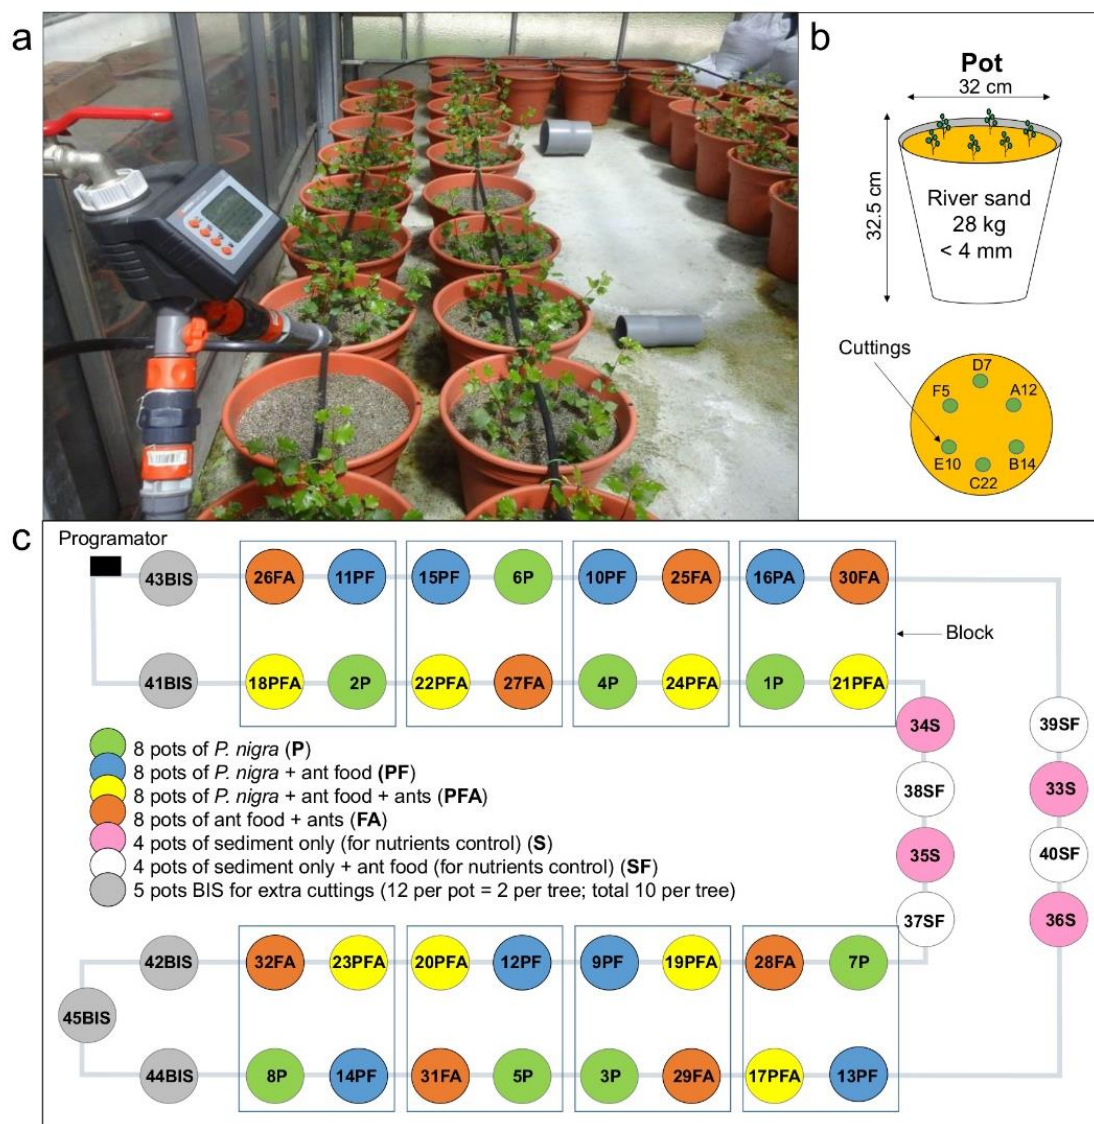 a
b
Pot
32 cm
32.5 cm
River sand
28 kg
< 4 mm
Cuttings
D7
F5
A12
E10
B14
C22
c
Programator
43BIS
26FA
11PF
15PF
6P
10PF
25FA
16PA
30FA
Block
41BIS
18PFA
2P
22PFA
27FA
4P
24PFA
1P
21PFA
34S
39SF
38SF
33S
35S
40SF
37SF
36S
8 pots of P. nigra (P)
8 pots of P. nigra + ant food (PF)
8 pots of P. nigra + ant food + ants (PFA)
8 pots of ant food + ants (FA)
4 pots of sediment only (for nutrients control) (S)
4 pots of sediment only + ant food (for nutrients control) (SF)
5 pots BIS for extra cuttings (12 per pot = 2 per tree; total 10 per tree)
42BIS
32FA
23PFA
20PFA
12PF
9PF
19PFA
28FA
7P
45BIS
44BIS
8P
14PF
31FA
5P
3P
29FA
17PFA
13PF